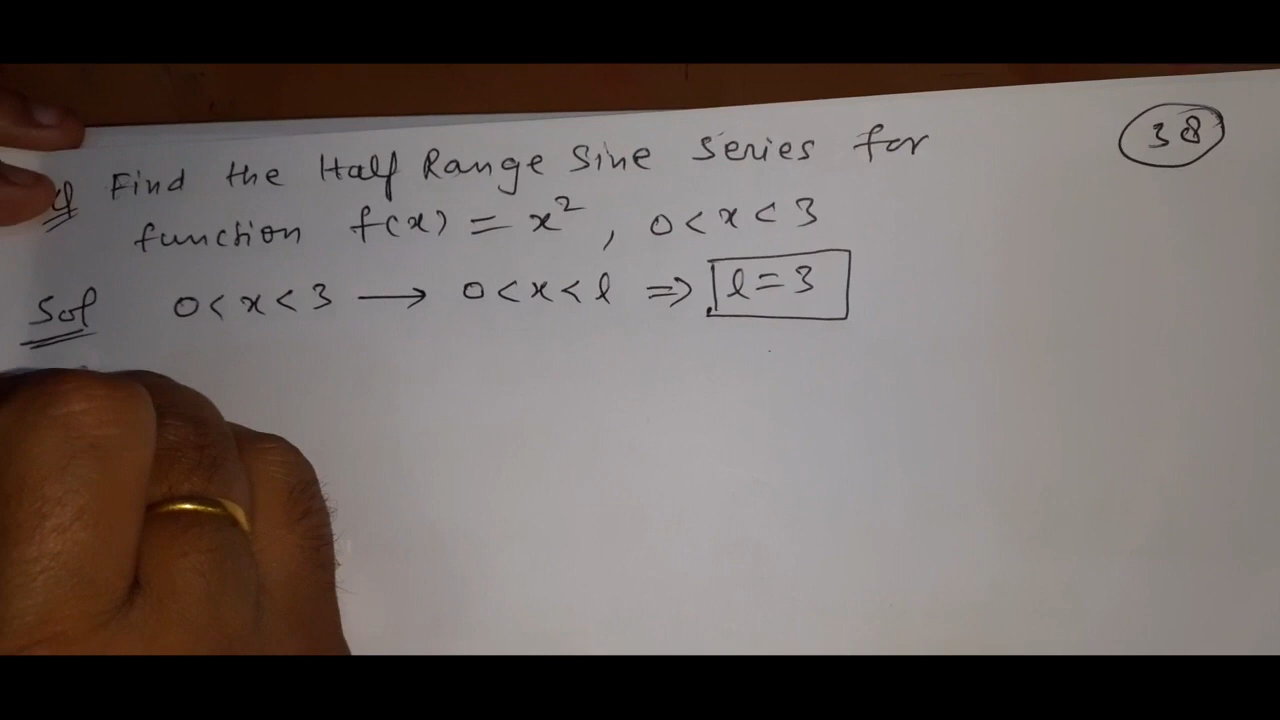 38
Q Find the Half Range Sine Series for
function f(x) = x², 0<x<3
Sol 0<x<3 → 0<x<l ⇒ l=3